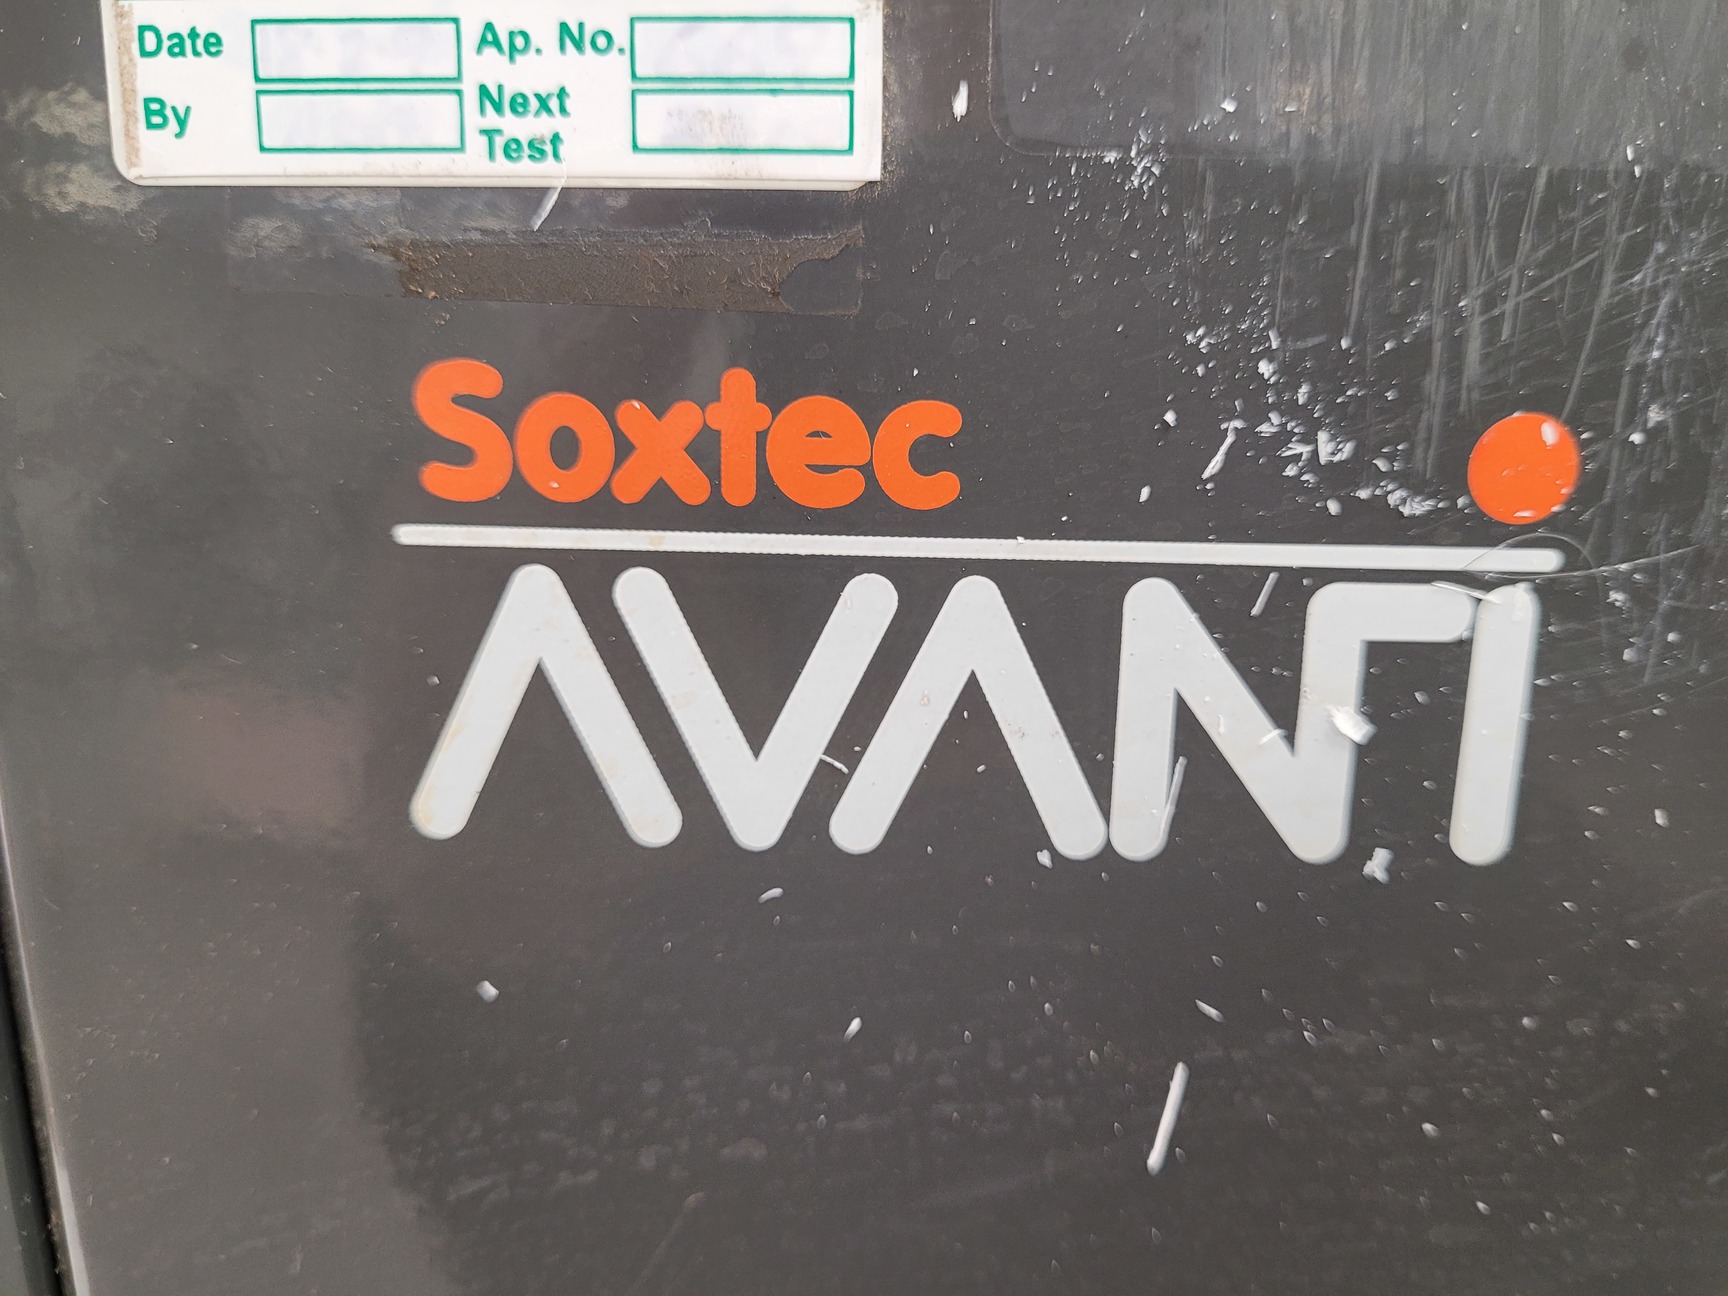 Date Ap. No.
By Next Test
Soxtec
AVANTI